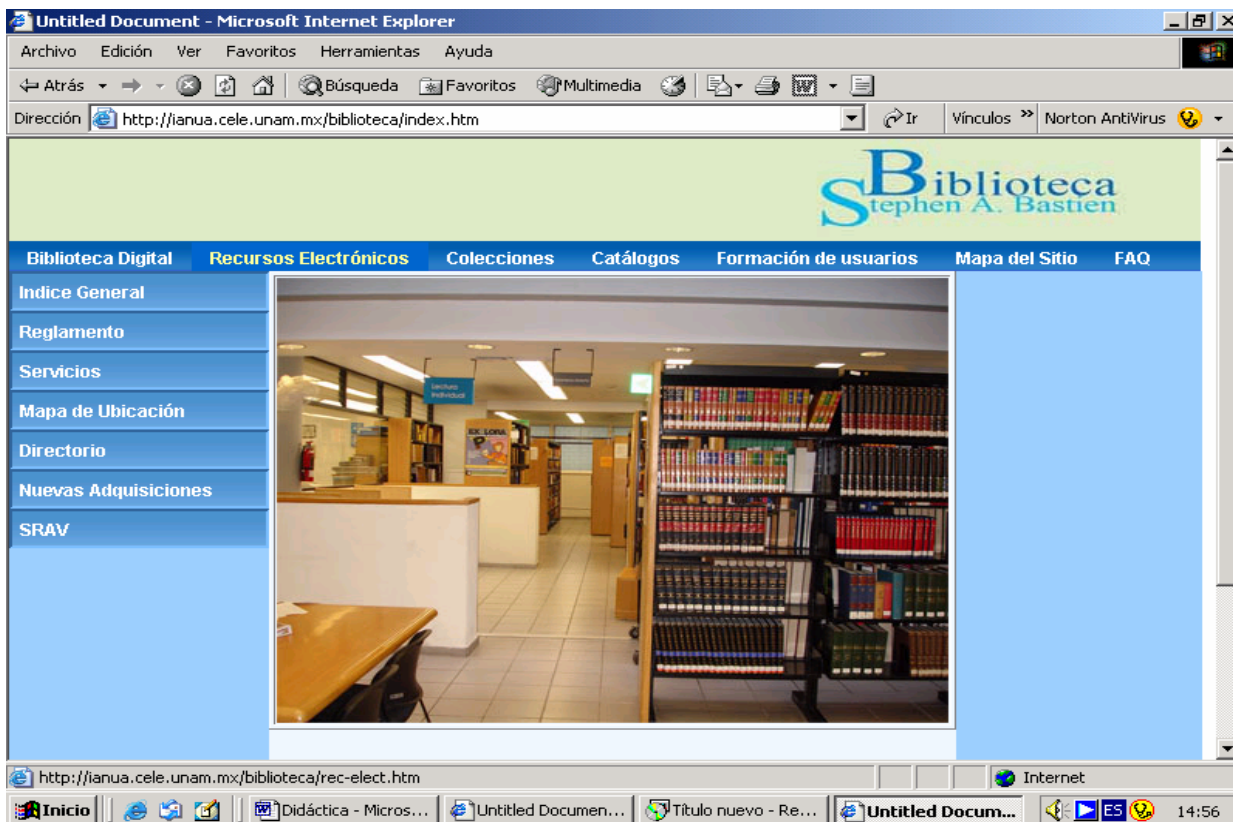 Untitled Document - Microsoft Internet Explorer
Archivo Edición Ver Favoritos Herramientas Ayuda
Atrás Búsqueda Favoritos Multimedia
Dirección http://ianua.cele.unam.mx/biblioteca/index.htm Ir Vínculos » Norton AntiVirus
Biblioteca
Stephen A. Bastien
Biblioteca Digital Recursos Electrónicos Colecciones Catálogos Formación de usuarios Mapa del Sitio FAQ
Indice General
Reglamento
Servicios
Mapa de Ubicación
Directorio
Nuevas Adquisiciones
SRAV
Lectura
Individual
EXPLORA
http://ianua.cele.unam.mx/biblioteca/rec-elect.htm Internet
Inicio Didáctica - Micros... Untitled Documen... Título nuevo - Re... Untitled Docum... ES 14:56